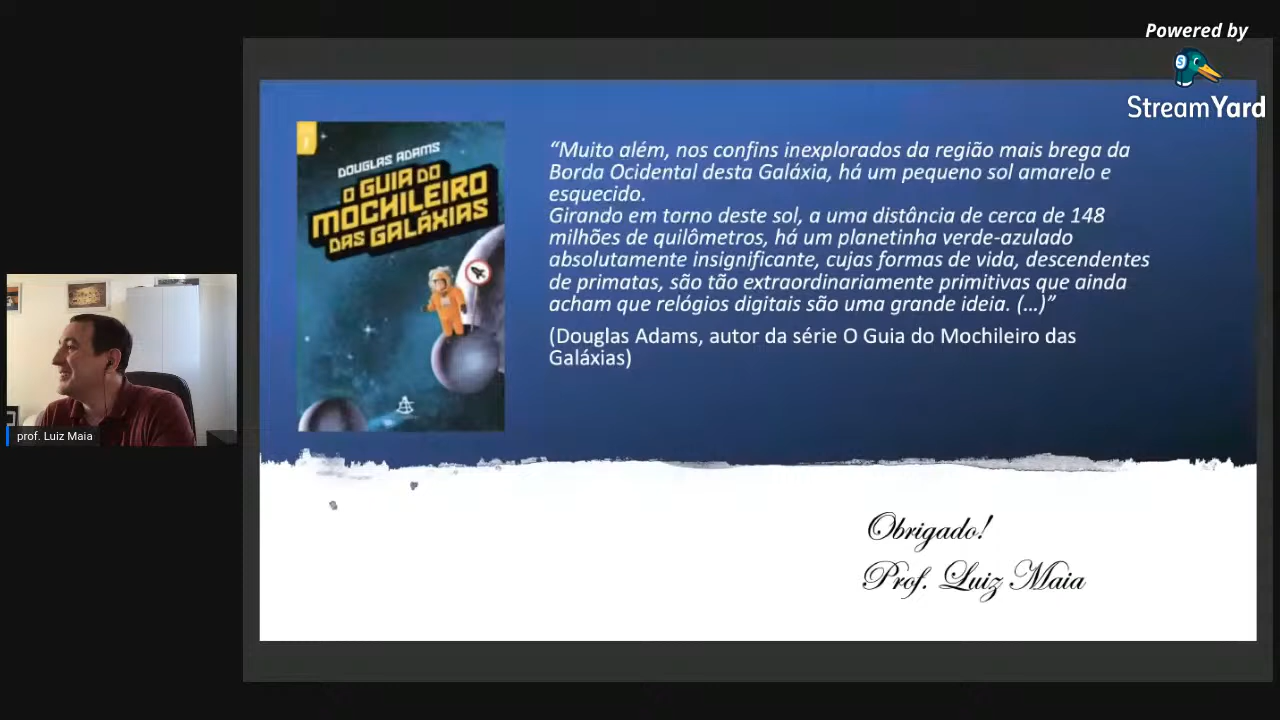 Powered by
StreamYard
DOUGLAS ADAMS
O GUIA DO
MOCHILEIRO
DAS GALÁXIAS
“Muito além, nos confins inexplorados da região mais brega da
Borda Ocidental desta Galáxia, há um pequeno sol amarelo e
esquecido.
Girando em torno deste sol, a uma distância de cerca de 148
milhões de quilômetros, há um planetinha verde-azulado
absolutamente insignificante, cujas formas de vida, descendentes
de primatas, são tão extraordinariamente primitivas que ainda
acham que relógios digitais são uma grande ideia. (...)”
(Douglas Adams, autor da série O Guia do Mochileiro das
Galáxias)
prof. Luiz Maia
Obrigado!
Prof. Luiz Maia